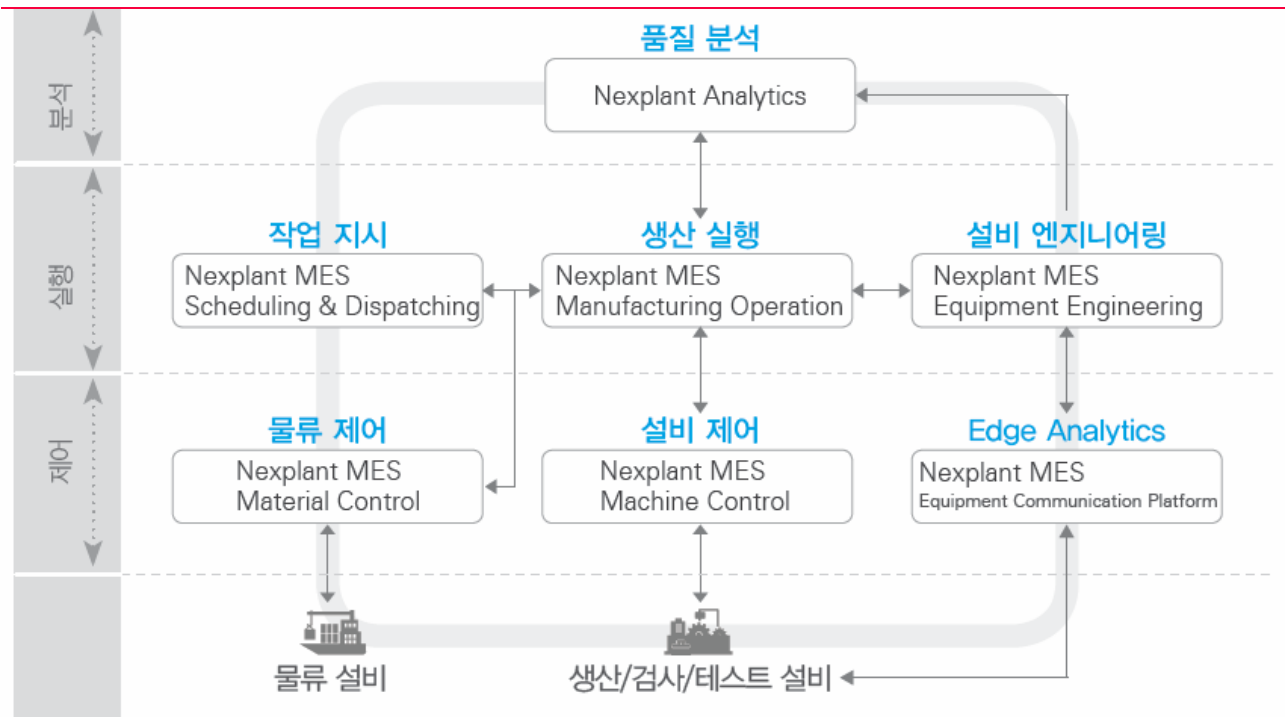 품질 분석
Nexplant Analytics
분석
작업 지시
생산 실행
설비 엔지니어링
Nexplant MES
Scheduling & Dispatching
Nexplant MES
Manufacturing Operation
Nexplant MES
Equipment Engineering
실행
물류 제어
설비 제어
Edge Analytics
Nexplant MES
Material Control
Nexplant MES
Machine Control
Nexplant MES
Equipment Communication Platform
제어
물류 설비
생산/검사/테스트 설비